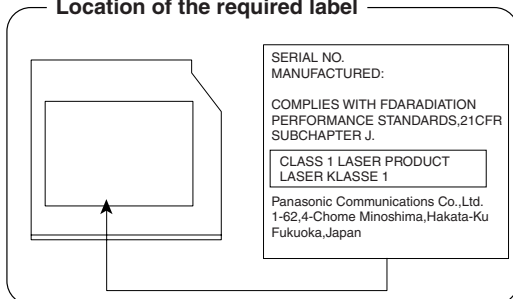 Location of the required label
SERIAL NO.
MANUFACTURED:
COMPLIES WITH FDARADIATION
PERFORMANCE STANDARDS,21CFR
SUBCHAPTER J.
CLASS 1 LASER PRODUCT
LASER KLASSE 1
Panasonic Communications Co.,Ltd.
1-62,4-Chome Minoshima,Hakata-Ku
Fukuoka,Japan